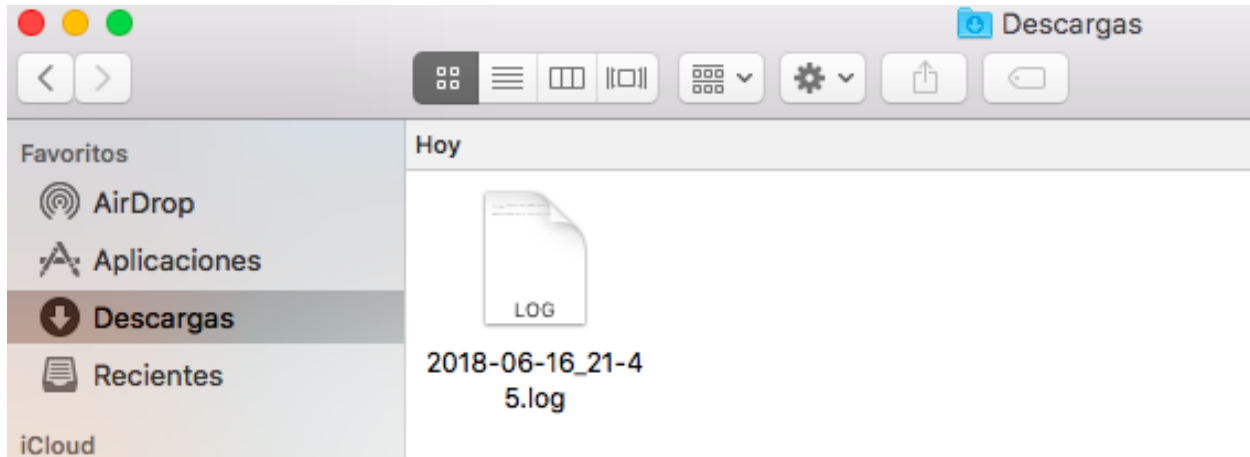 Descargas
Favoritos
AirDrop
Aplicaciones
Descargas
Recientes
iCloud
Hoy
LOG
2018-06-16_21-4
5.log